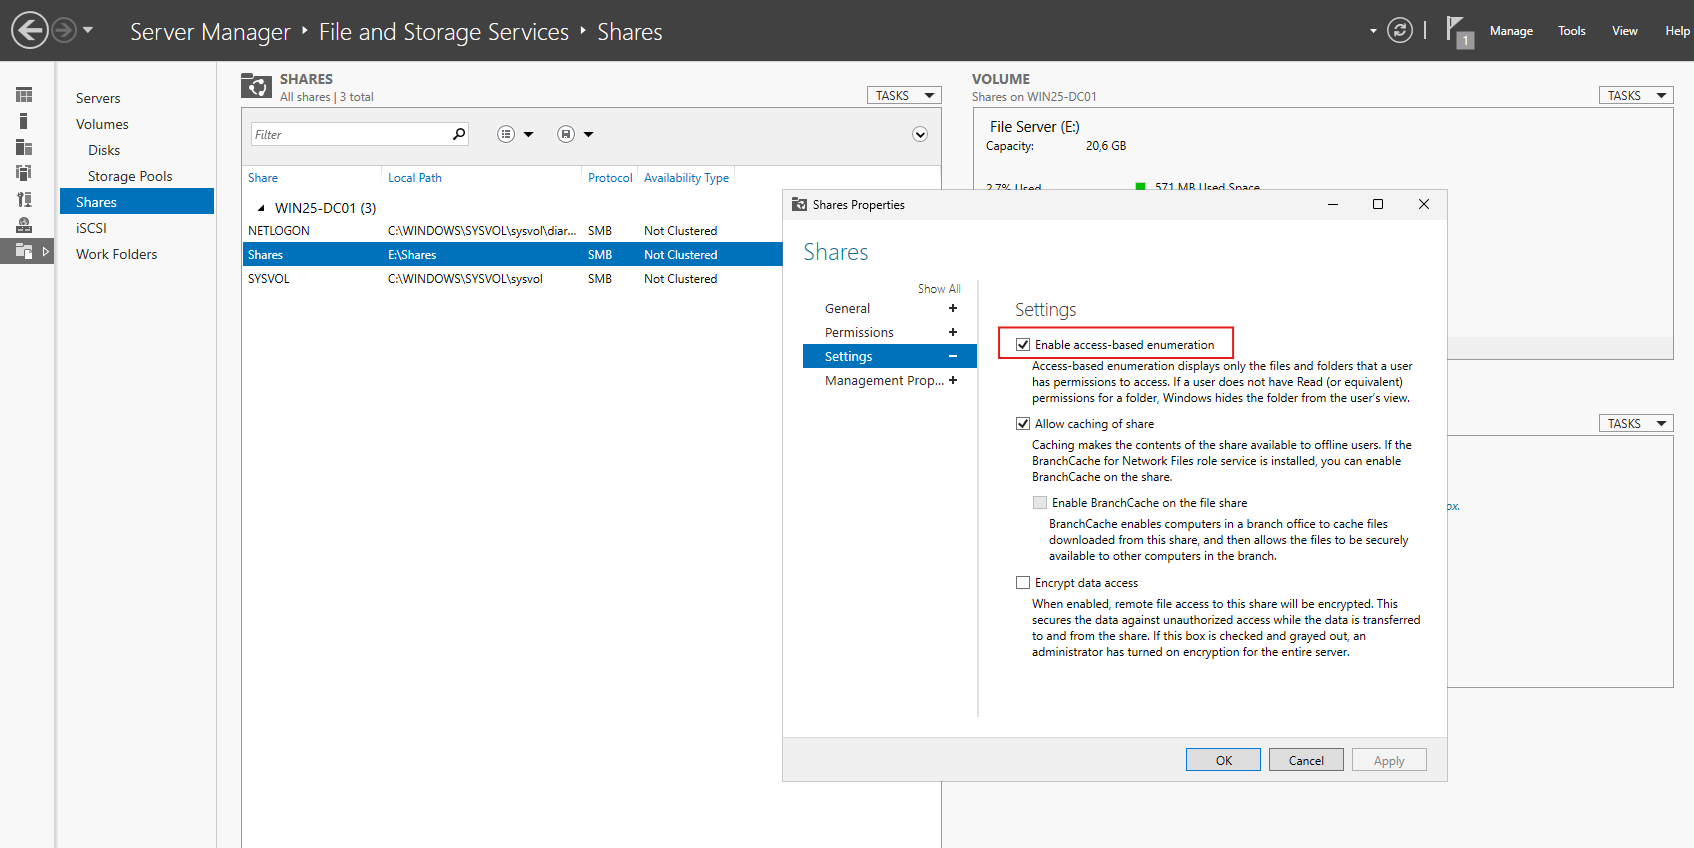 Server Manager ‣ File and Storage Services ‣ Shares
1
Manage
Tools
View
Help
Servers
Volumes
Disks
Storage Pools
Shares
iSCSI
Work Folders
SHARES
All shares | 3 total
TASKS
Filter
Share Local Path Protocol Availability Type
WIN25-DC01 (3)
NETLOGON C:\WINDOWS\SYSVOL\sysvol\diar... SMB Not Clustered
Shares E:\Shares SMB Not Clustered
SYSVOL C:\WINDOWS\SYSVOL\sysvol SMB Not Clustered
VOLUME
Shares on WIN25-DC01
TASKS
File Server (E:)
Capacity: 20,6 GB
2,7% Used 571 MB Used Space
TASKS
ox.
Shares Properties
Shares
Show All
General +
Permissions +
Settings –
Management Prop... +
Settings
Enable access-based enumeration
Access-based enumeration displays only the files and folders that a user
has permissions to access. If a user does not have Read (or equivalent)
permissions for a folder, Windows hides the folder from the user's view.
Allow caching of share
Caching makes the contents of the share available to offline users. If the
BranchCache for Network Files role service is installed, you can enable
BranchCache on the share.
Enable BranchCache on the file share
BranchCache enables computers in a branch office to cache files
downloaded from this share, and then allows the files to be securely
available to other computers in the branch.
Encrypt data access
When enabled, remote file access to this share will be encrypted. This
secures the data against unauthorized access while the data is transferred
to and from the share. If this box is checked and grayed out, an
administrator has turned on encryption for the entire server.
OK
Cancel
Apply